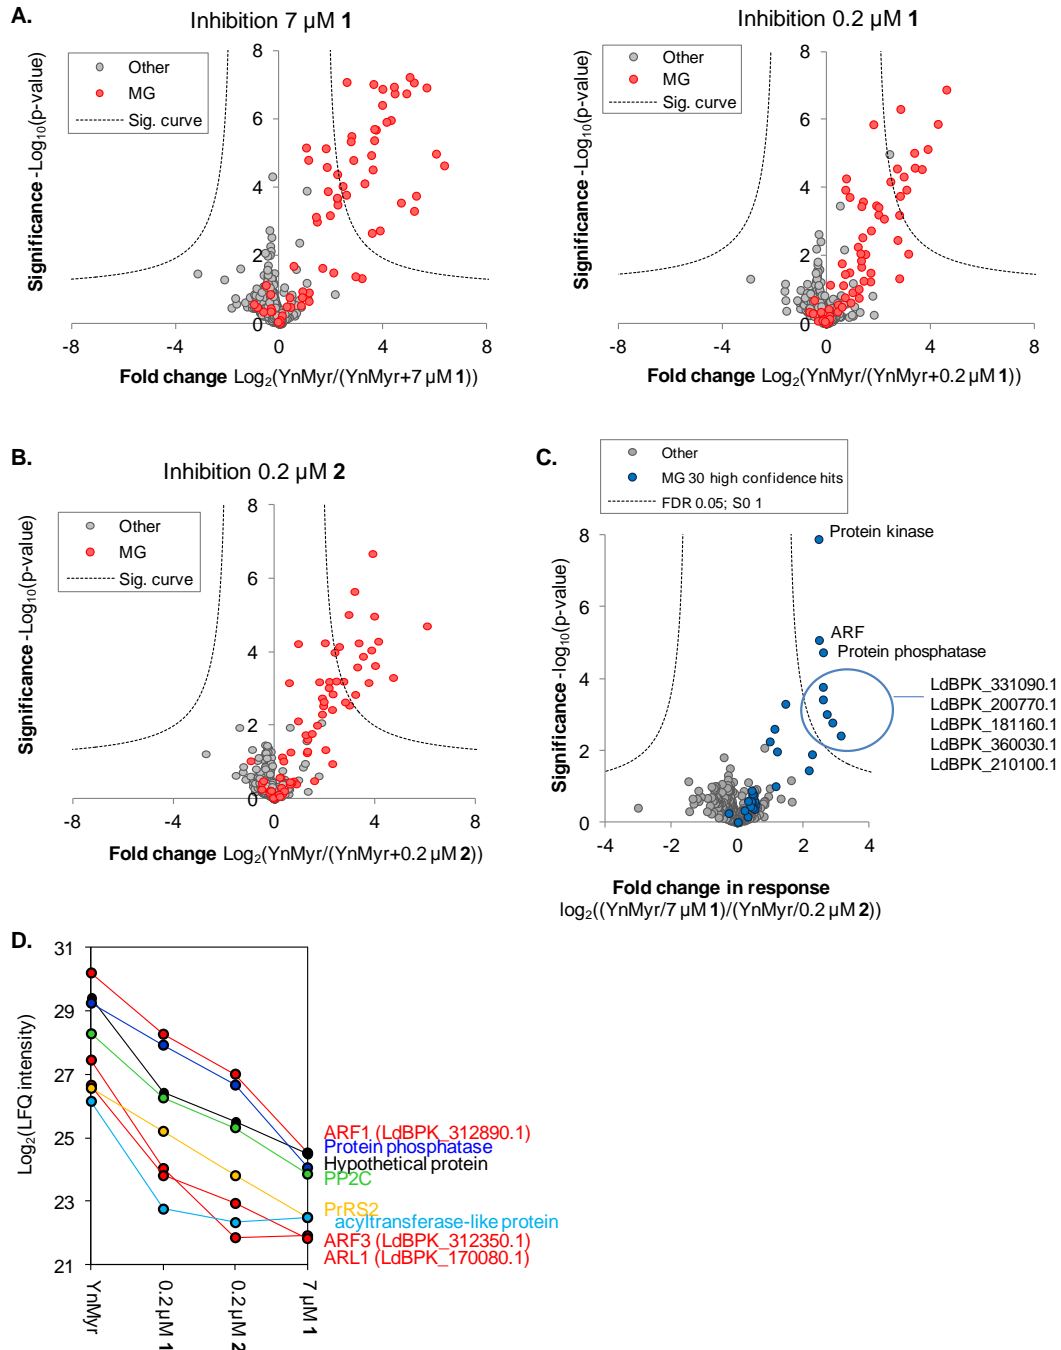 A.
Inhibition 7 µM 1
Other
MG
Sig. curve
Significance -Log10(p-value)
8
6
4
2
0
-8
-4
0
4
8
Fold change Log2(YnMyr/(YnMyr+7 µM 1))
Inhibition 0.2 µM 1
Other
MG
Sig. curve
Significance -Log10(p-value)
8
6
4
2
0
-8
-4
0
4
8
Fold change Log2(YnMyr/(YnMyr+0.2 µM 1))
B.
Inhibition 0.2 µM 2
Other
MG
Sig. curve
Significance -Log10(p-value)
8
6
4
2
0
-8
-4
0
4
8
Fold change Log2(YnMyr/(YnMyr+0.2 µM 2))
C.
Other
MG 30 high confidence hits
FDR 0.05; S0 1
Significance -log10(p-value)
8
6
4
2
0
-4
-2
0
2
4
Protein kinase
ARF
Protein phosphatase
LdBPK_331090.1
LdBPK_200770.1
LdBPK_181160.1
LdBPK_360030.1
LdBPK_210100.1
Fold change in response
log2((YnMyr/7 µM 1)/(YnMyr/0.2 µM 2))
D.
Log2(LFQ intensity)
31
29
27
25
23
21
YnMyr
0.2 µM 1
0.2 µM 2
7 µM 1
ARF1 (LdBPK_312890.1)
Protein phosphatase
Hypothetical protein
PP2C
PrRS2
acyltransferase-like protein
ARF3 (LdBPK_312350.1)
ARL1 (LdBPK_170080.1)